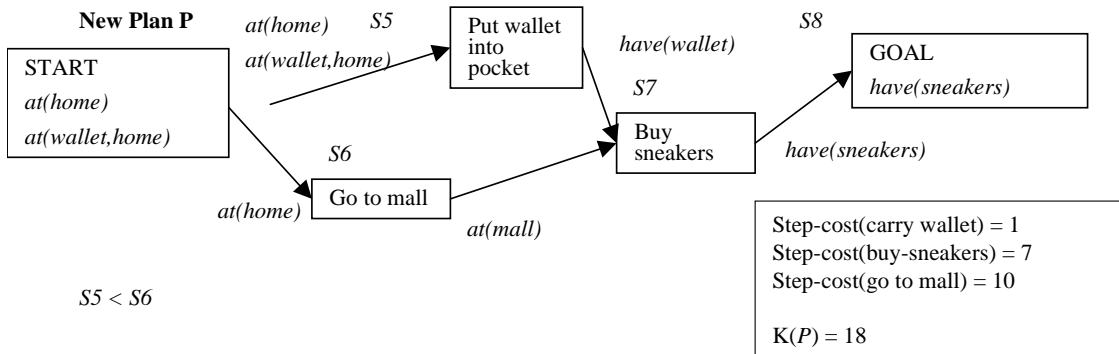 New Plan P
START
at(home)
at(wallet,home)
at(home)
at(wallet,home)
S5
Put wallet
into
pocket
have(wallet)
S8
GOAL
have(sneakers)
S7
Buy
sneakers
have(sneakers)
S6
Go to mall
at(home)
at(mall)
S5 < S6
Step-cost(carry wallet) = 1
Step-cost(buy-sneakers) = 7
Step-cost(go to mall) = 10
K(P) = 18